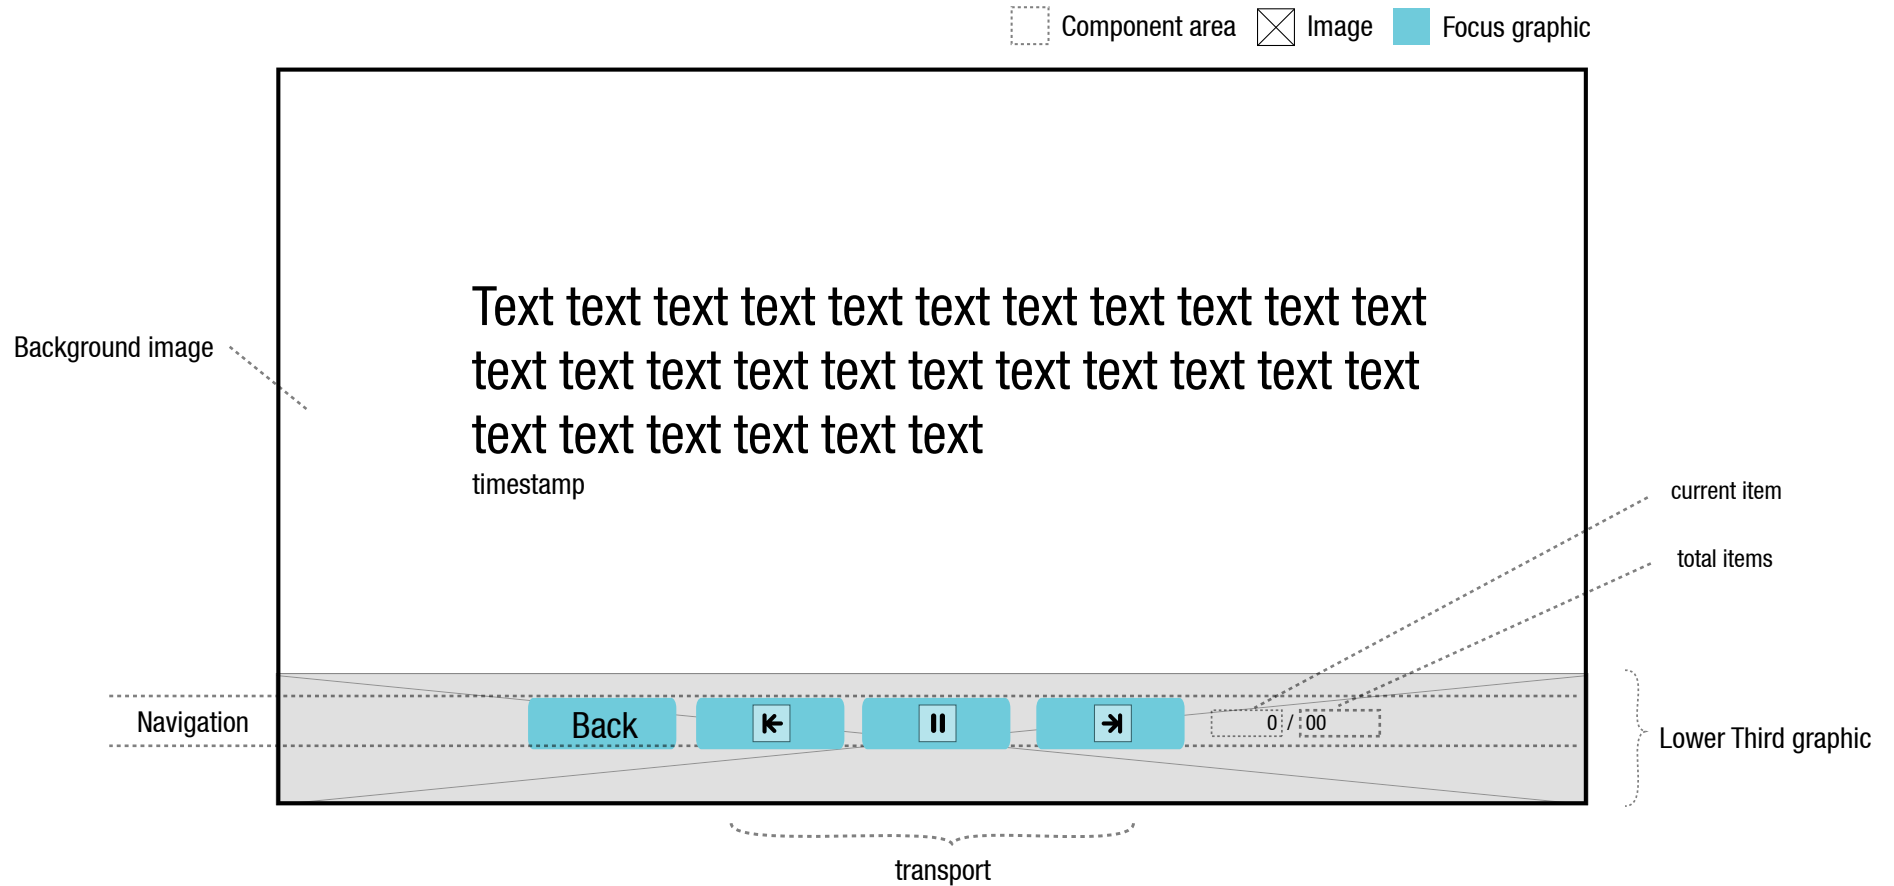 Component area
Image
Focus graphic
Text text text text text text text text text text text
text text text text text text text text text text text
text text text text text text
timestamp
Background image
current item
total items
Navigation
Back
0 / 00
Lower Third graphic
transport